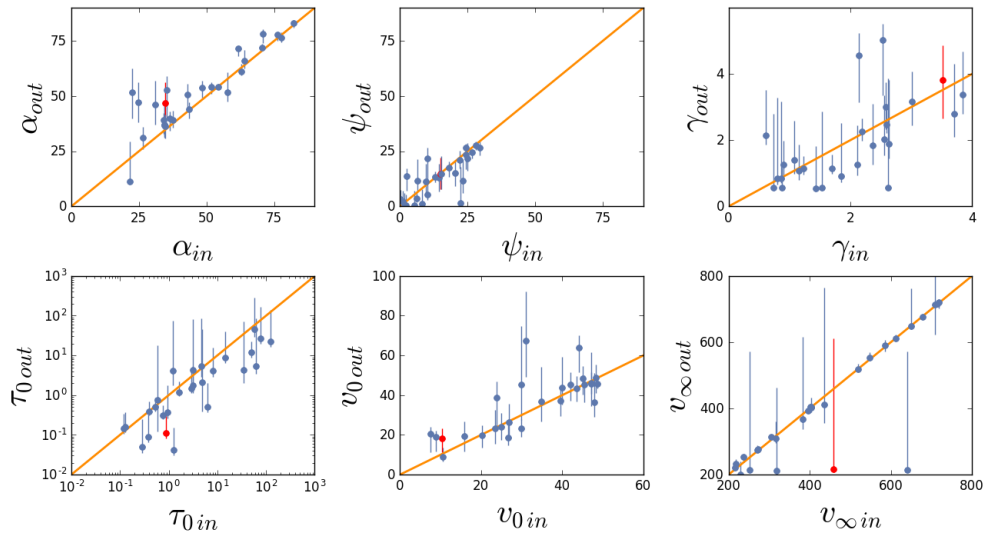 75
50
25
0
0 25 50 75
α_out
α_in
75
50
25
0
0 25 50 75
ψ_out
ψ_in
4
2
0
0 2 4
γ_out
γ_in
10^3
10^2
10^1
10^0
10^-1
10^-2
10^-2 10^-1 10^0 10^1 10^2 10^3
τ_0 out
τ_0 in
100
80
60
40
20
0
0 20 40 60
v_0 out
v_0 in
800
600
400
200
200 400 600 800
v_∞ out
v_∞ in